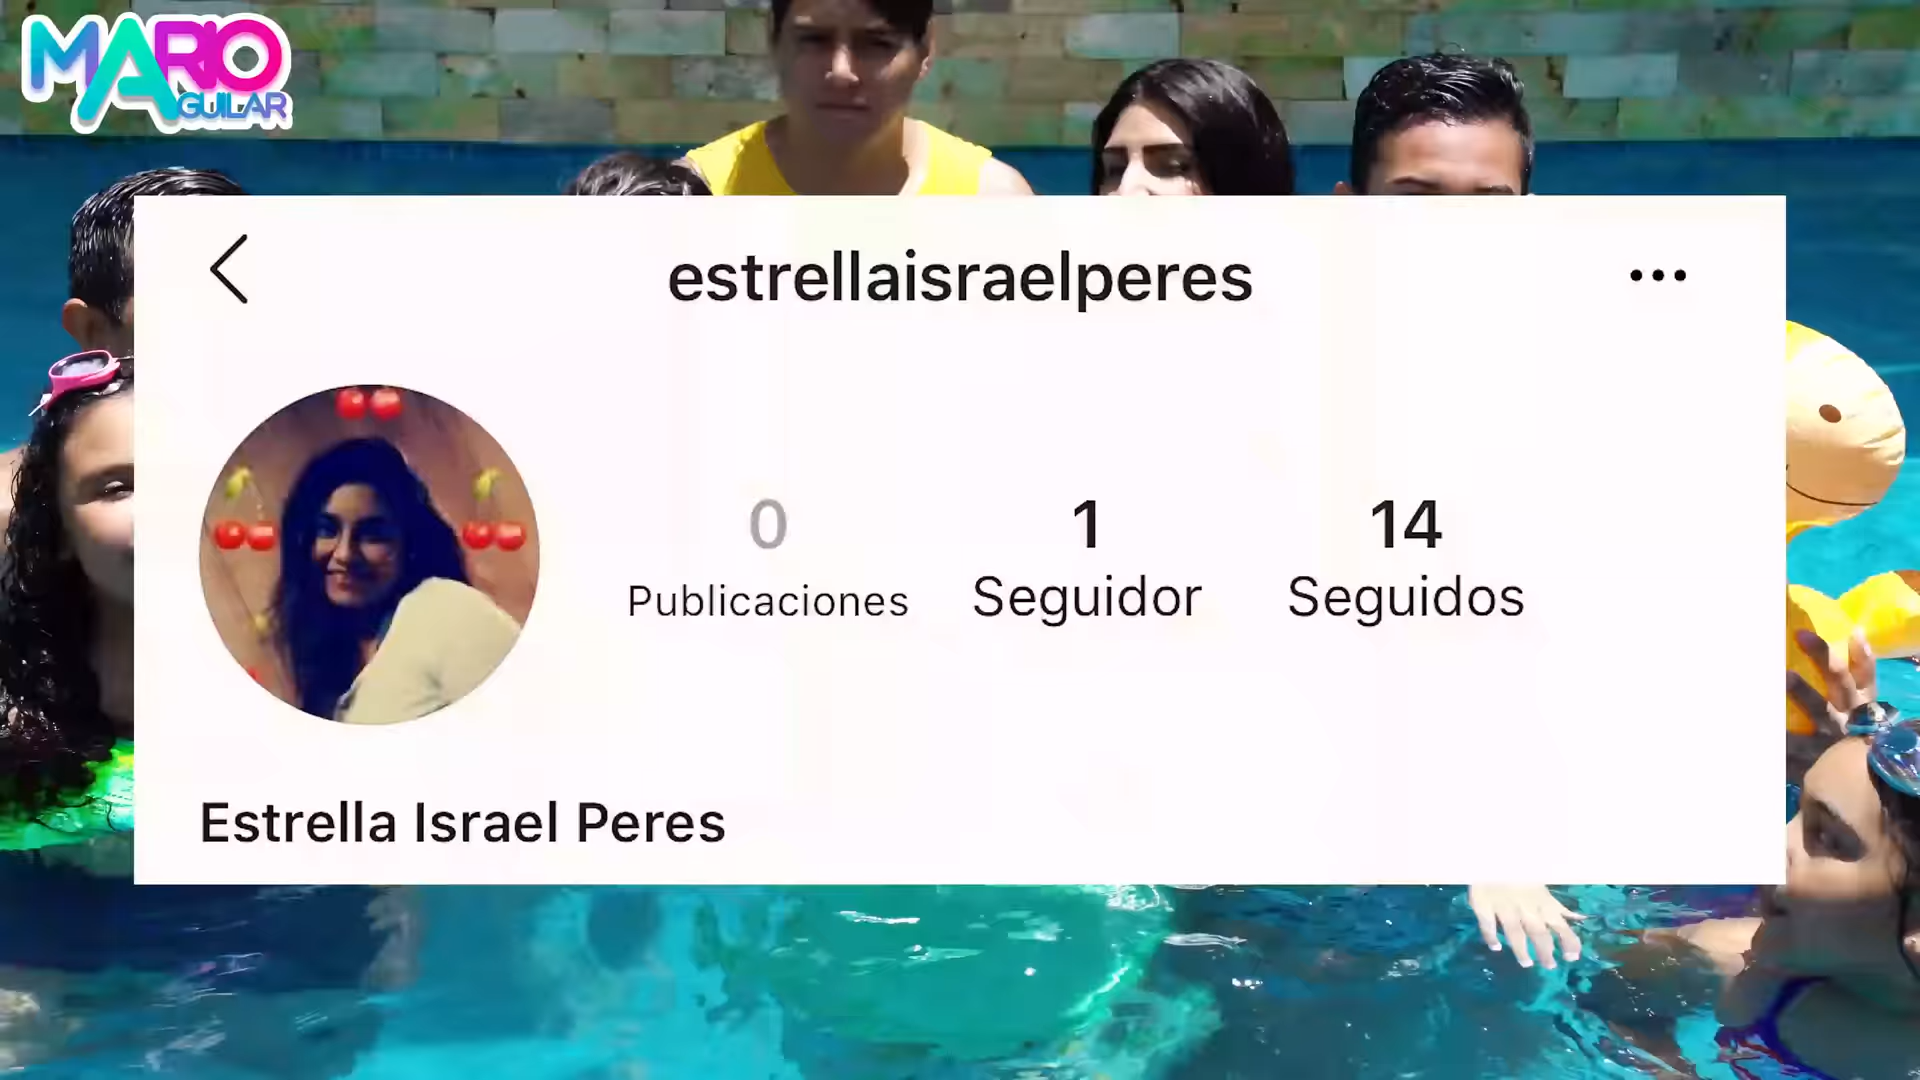 MARIO
AGUILAR
estrellaisraelperes
0
Publicaciones
1
Seguidor
14
Seguidos
Estrella Israel Peres